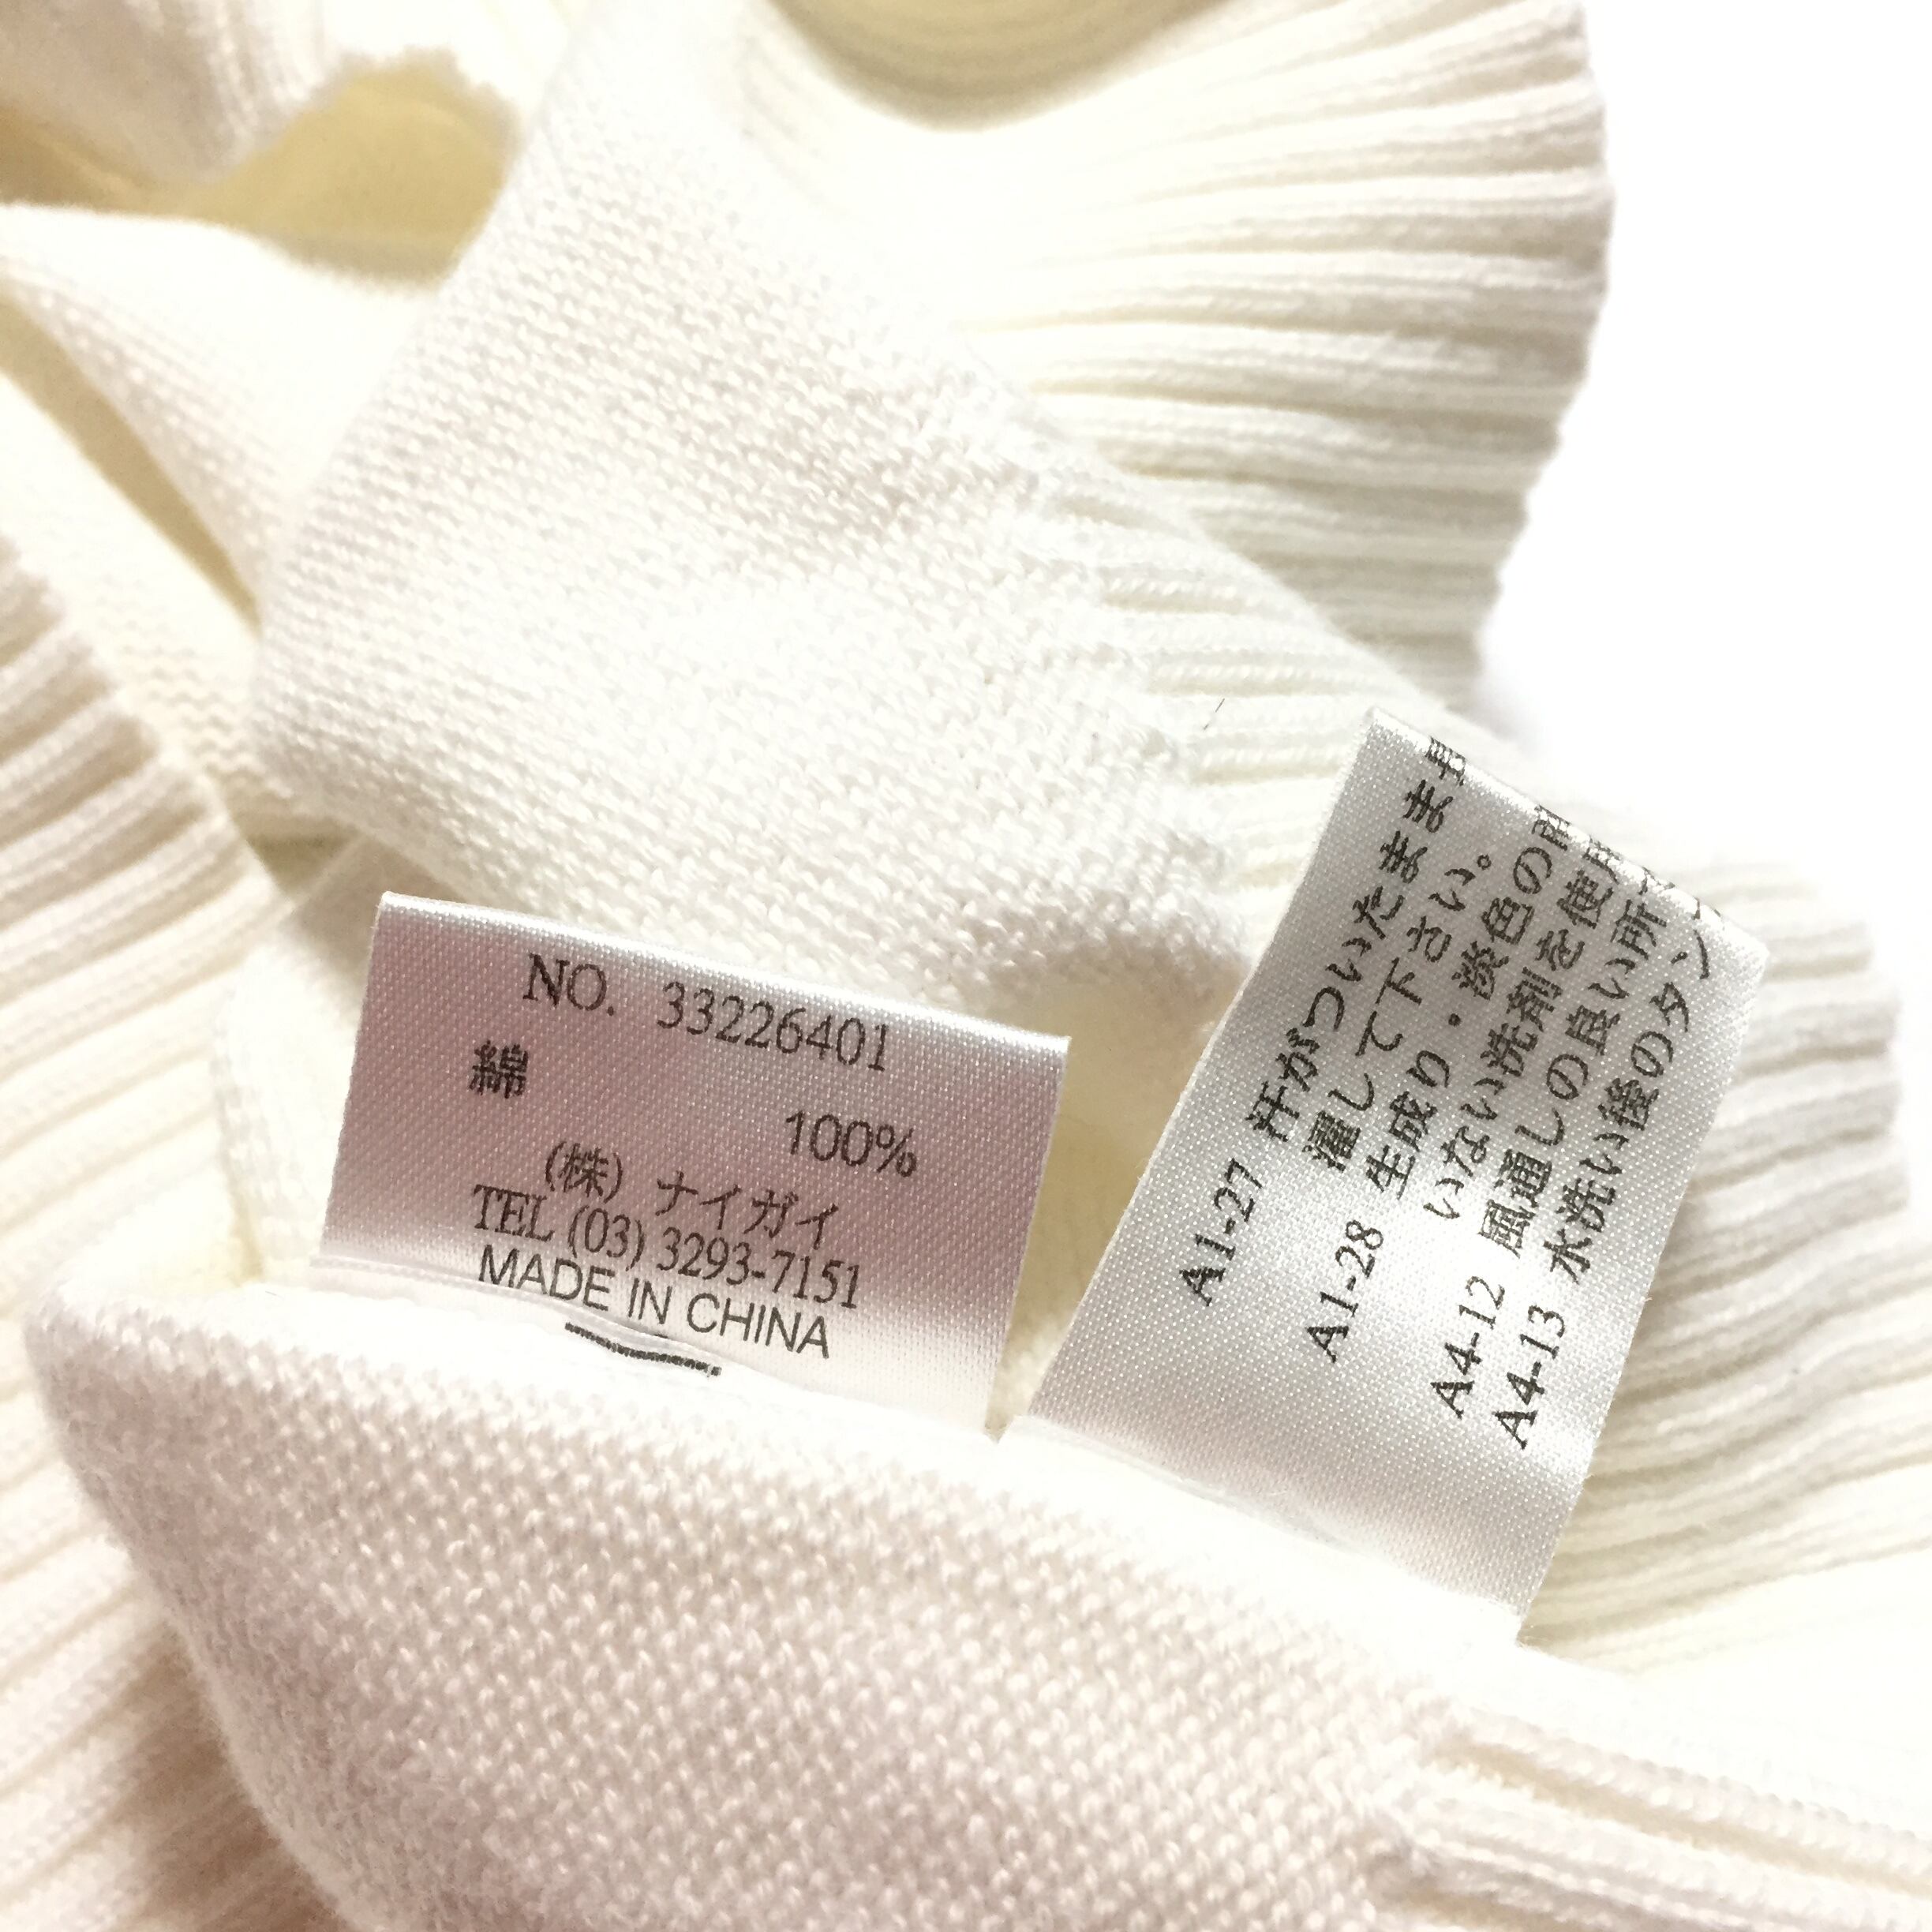 NO. 33226401
綿
100%
(株) ナイガイ
TEL (03) 3293-7151
MADE IN CHINA
A1-27 汗がついたまま
濯して下さい。
A1-28 生成り・淡色の
いない洗剤を使用
A4-12 風通しの良い所
A4-13 水洗い後のタン